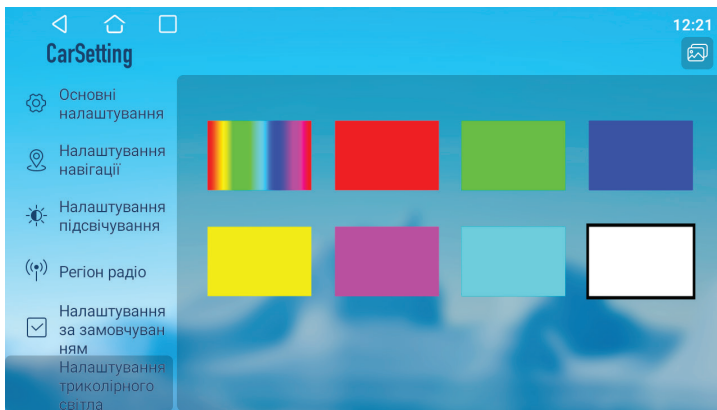 12:21
CarSetting
Основні
налаштування
Налаштування
навігації
Налаштування
підсвічування
Регіон радіо
Налаштування
за замовчуван
ням
Налаштування
триколірного
світла